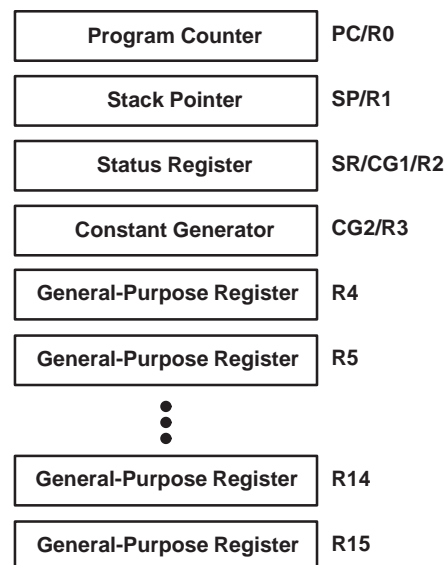 Program Counter PC/R0
Stack Pointer SP/R1
Status Register SR/CG1/R2
Constant Generator CG2/R3
General-Purpose Register R4
General-Purpose Register R5
General-Purpose Register R14
General-Purpose Register R15